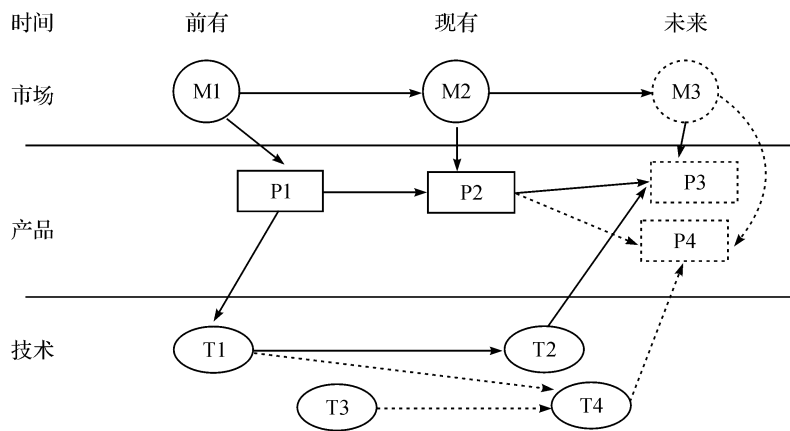 时间 前有 现有 未来
市场 M1 M2 M3
P1 P2 P3
产品 P4
技术 T1 T2
T3 T4